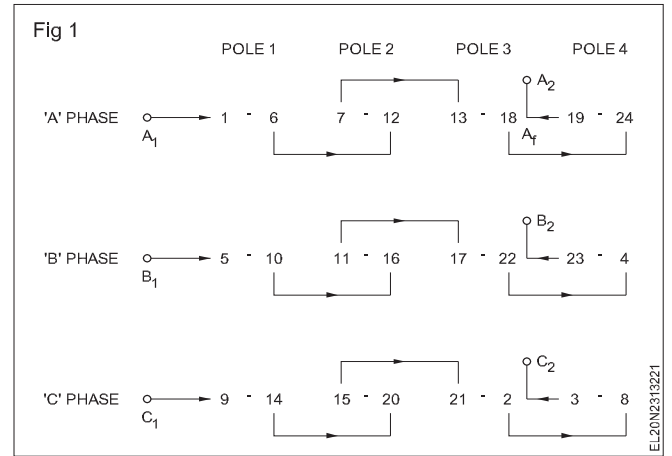 Fig 1
POLE 1 POLE 2 POLE 3 POLE 4
A2
'A' PHASE 1 - 6 7 - 12 13 - 18 19 - 24
A1 Af
B2
'B' PHASE 5 - 10 11 - 16 17 - 22 23 - 4
B1
C2
'C' PHASE 9 - 14 15 - 20 21 - 2 3 - 8
C1
EL20N2313221